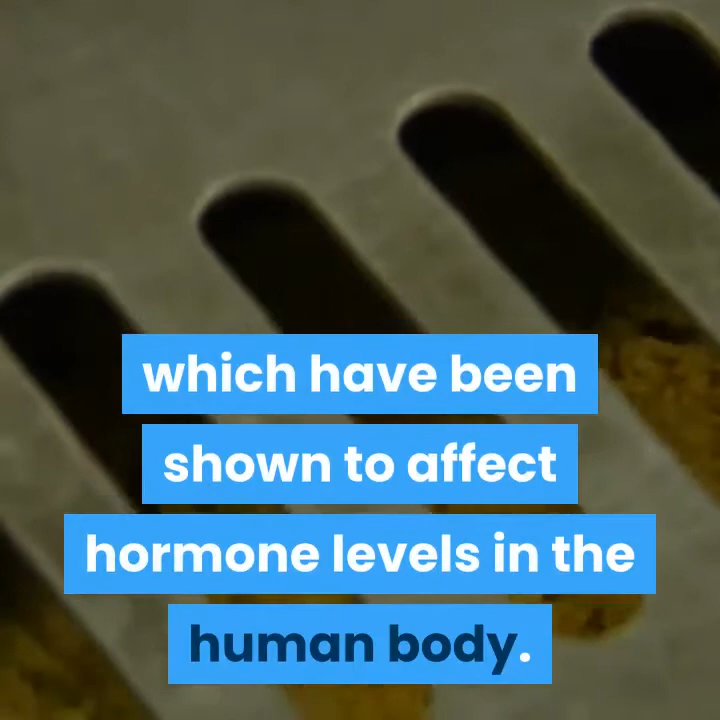 which have been
shown to affect
hormone levels in the
human body.